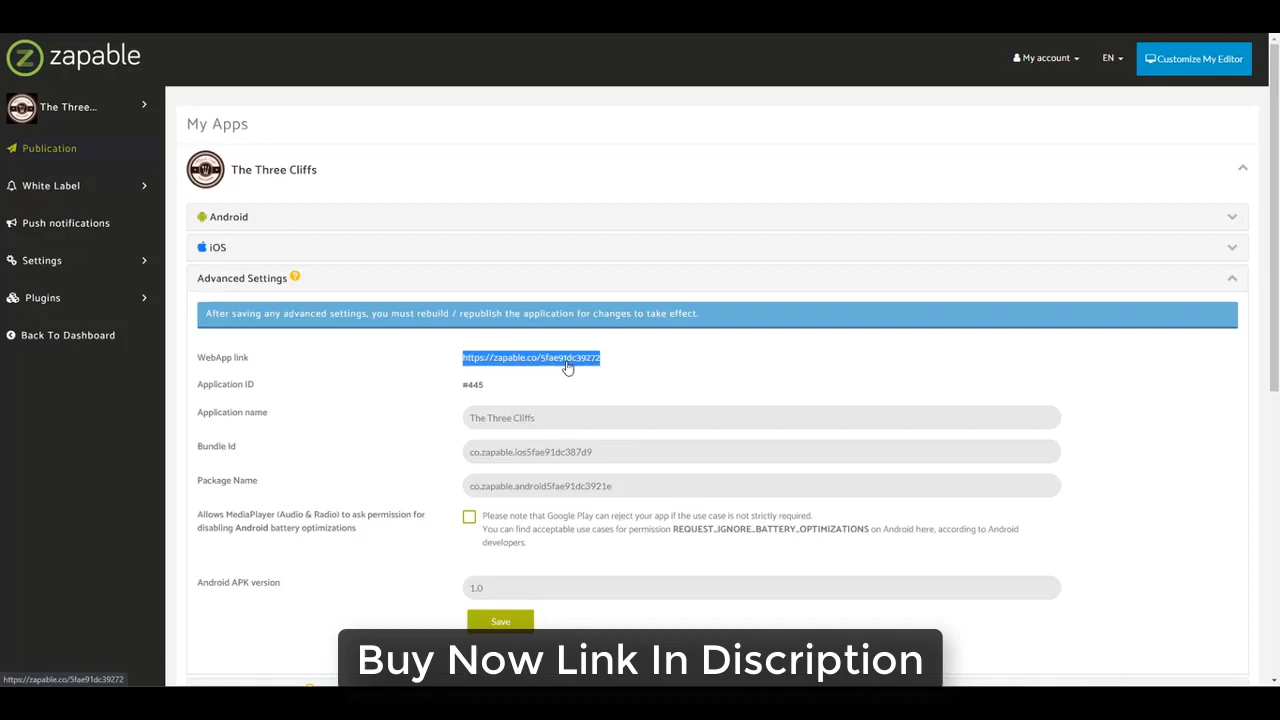 zapable
My account
EN
Customize My Editor
The Three...
Publication
White Label
Push notifications
Settings
Plugins
Back To Dashboard
My Apps
The Three Cliffs
Android
iOS
Advanced Settings
After saving any advanced settings, you must rebuild / republish the application for changes to take effect.
WebApp link
https://zapable.co/5fae91dc39272
Application ID
#445
Application name
The Three Cliffs
Bundle Id
co.zapable.ios5fae91dc387d9
Package Name
co.zapable.android5fae91dc3921e
Allows MediaPlayer (Audio & Radio) to ask permission for
disabling Android battery optimizations
Please note that Google Play can reject your app if the use case is not strictly required.
You can find acceptable use cases for permission REQUEST_IGNORE_BATTERY_OPTIMIZATIONS on Android here, according to Android
developers.
Android APK version
1.0
Save
Buy Now Link In Discription
https://zapable.co/5fae91dc39272